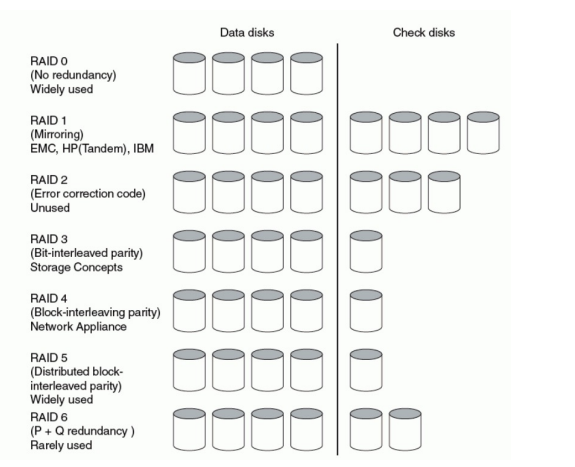 Data disks
Check disks
RAID 0
(No redundancy)
Widely used
RAID 1
(Mirroring)
EMC, HP(Tandem), IBM
RAID 2
(Error correction code)
Unused
RAID 3
(Bit-interleaved parity)
Storage Concepts
RAID 4
(Block-interleaving parity)
Network Appliance
RAID 5
(Distributed block-
interleaved parity)
Widely used
RAID 6
(P + Q redundancy )
Rarely used